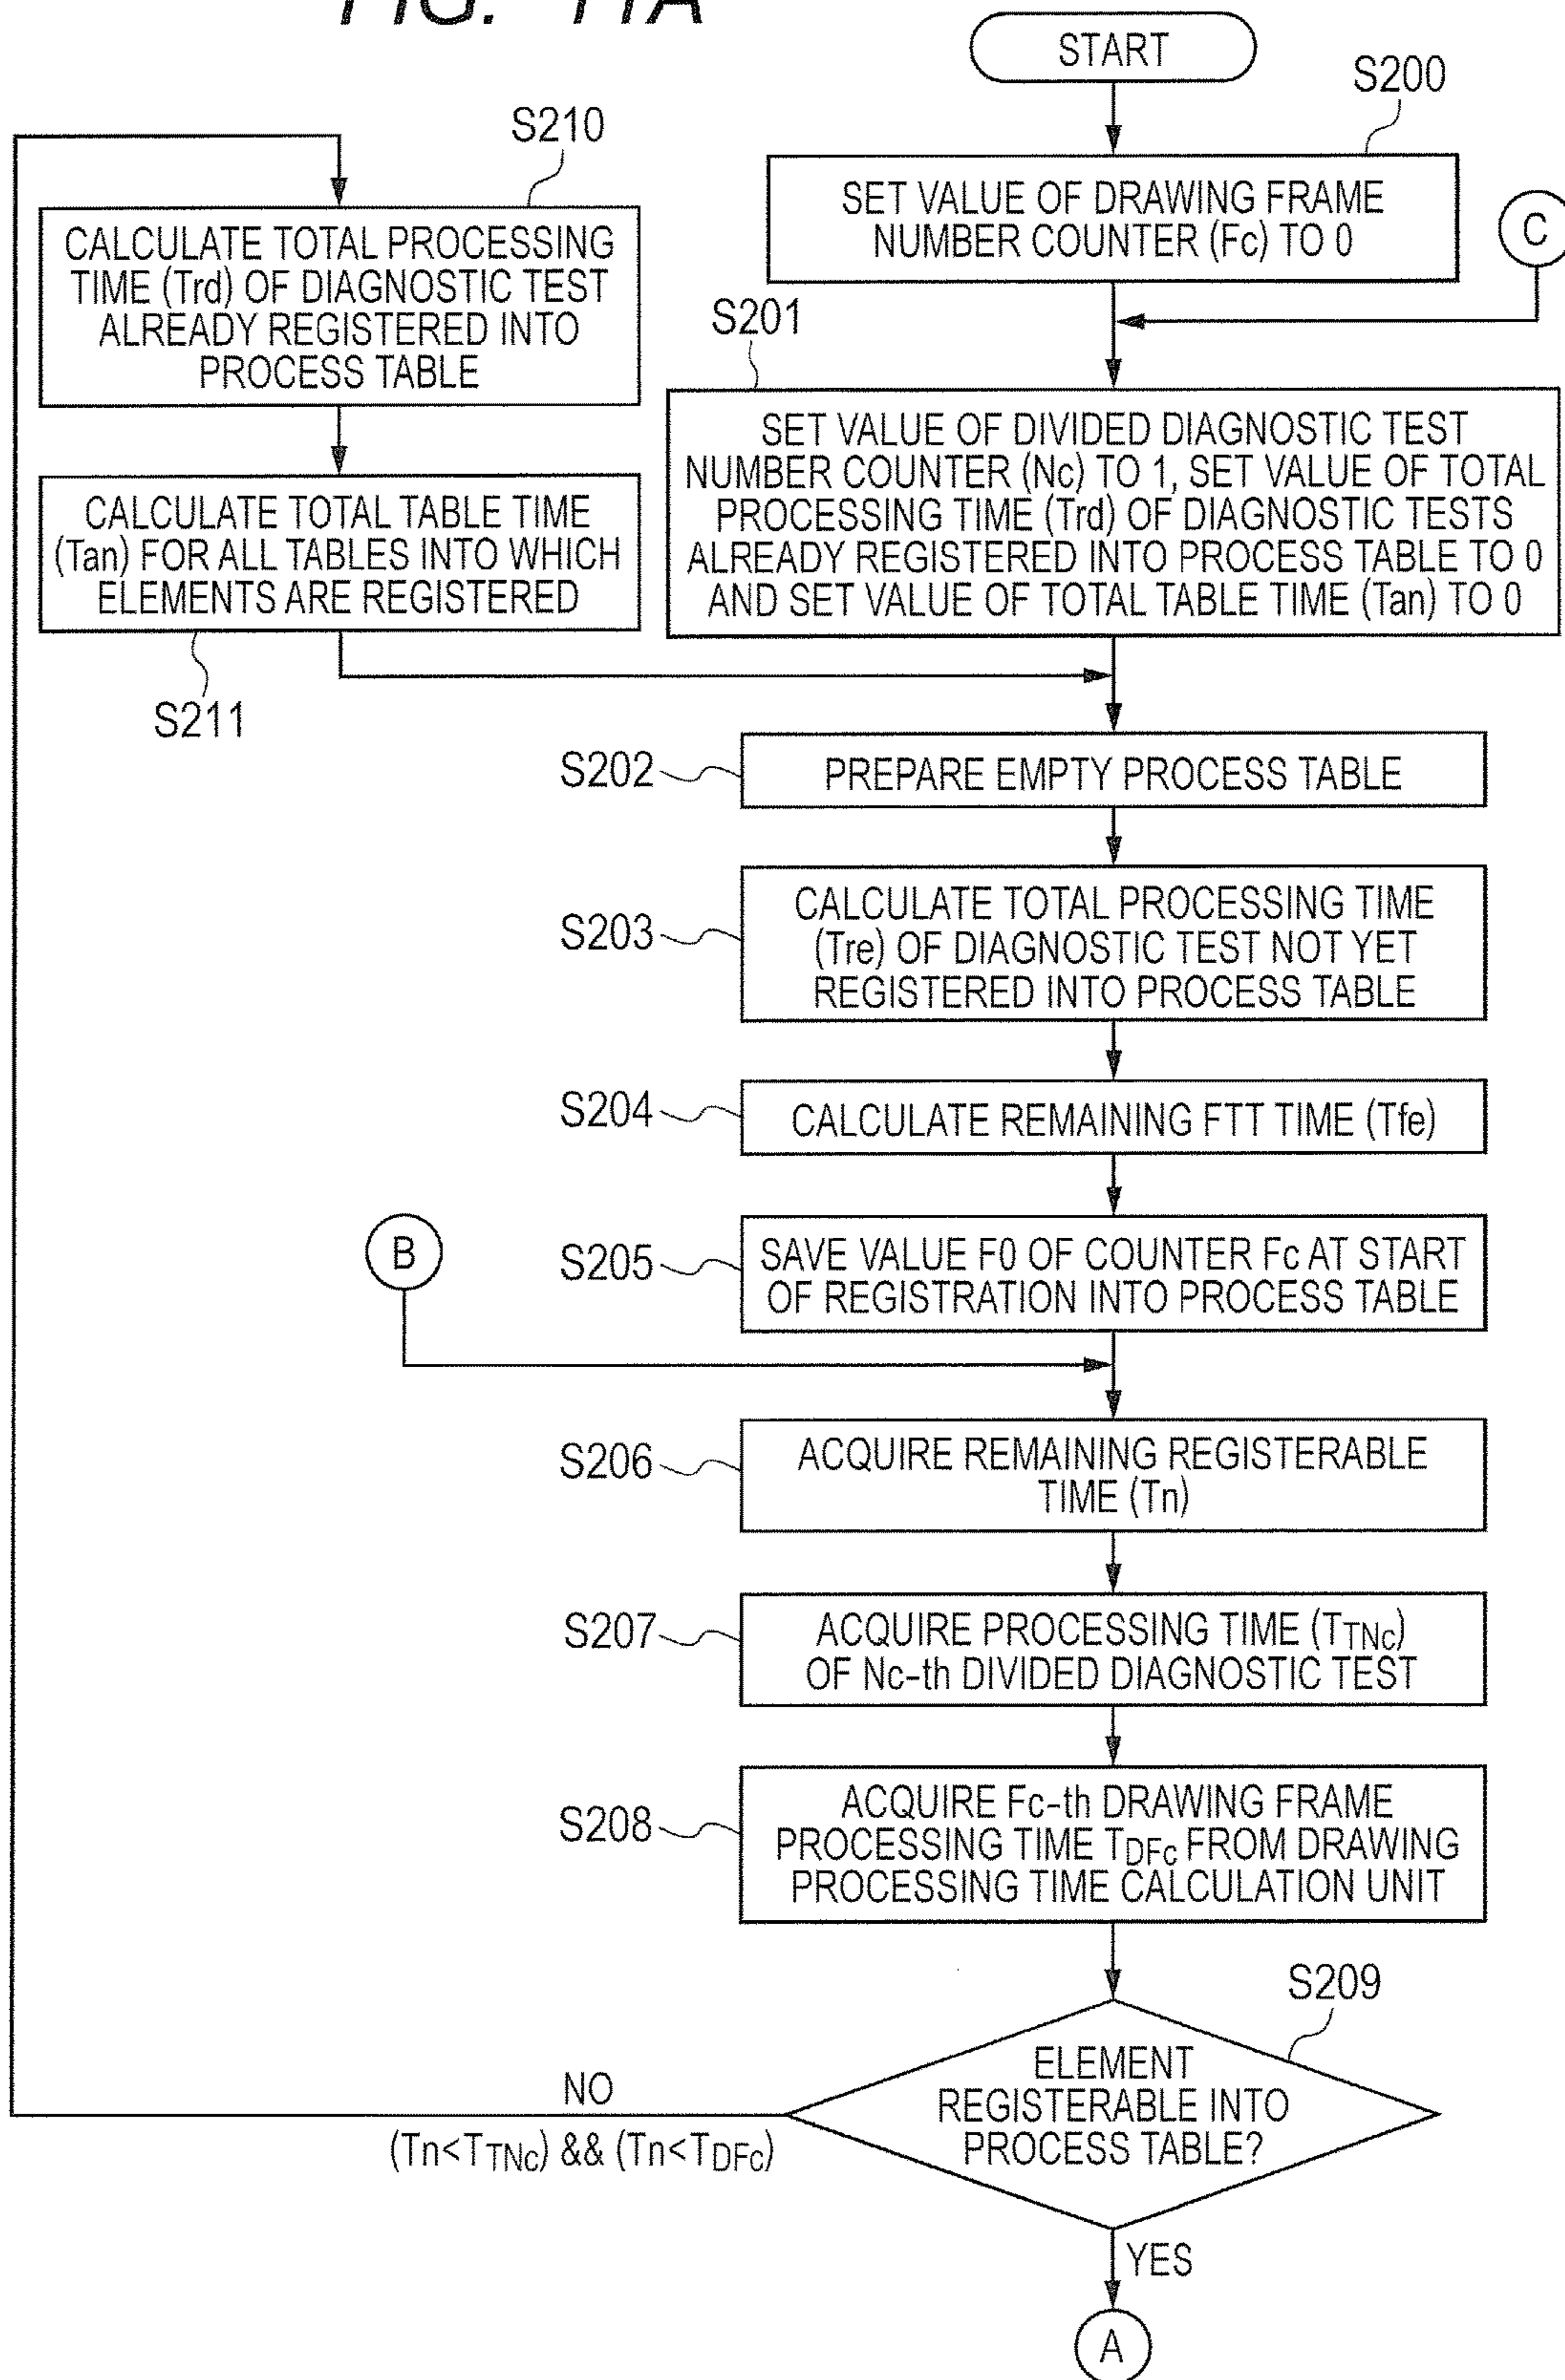 FIG. 11A
START
S200
SET VALUE OF DRAWING FRAME
NUMBER COUNTER (Fc) TO 0
C
S210
CALCULATE TOTAL PROCESSING
TIME (Trd) OF DIAGNOSTIC TEST
ALREADY REGISTERED INTO
PROCESS TABLE
S201
SET VALUE OF DIVIDED DIAGNOSTIC TEST
NUMBER COUNTER (Nc) TO 1, SET VALUE OF TOTAL
PROCESSING TIME (Trd) OF DIAGNOSTIC TESTS
ALREADY REGISTERED INTO PROCESS TABLE TO 0
AND SET VALUE OF TOTAL TABLE TIME (Tan) TO 0
CALCULATE TOTAL TABLE TIME
(Tan) FOR ALL TABLES INTO WHICH
ELEMENTS ARE REGISTERED
S211
S202
PREPARE EMPTY PROCESS TABLE
S203
CALCULATE TOTAL PROCESSING TIME
(Tre) OF DIAGNOSTIC TEST NOT YET
REGISTERED INTO PROCESS TABLE
S204
CALCULATE REMAINING FTT TIME (Tfe)
B
S205
SAVE VALUE F0 OF COUNTER Fc AT START
OF REGISTRATION INTO PROCESS TABLE
S206
ACQUIRE REMAINING REGISTERABLE
TIME (Tn)
S207
ACQUIRE PROCESSING TIME (TTNc)
OF Nc-th DIVIDED DIAGNOSTIC TEST
S208
ACQUIRE Fc-th DRAWING FRAME
PROCESSING TIME TDFc FROM DRAWING
PROCESSING TIME CALCULATION UNIT
S209
ELEMENT
REGISTERABLE INTO
PROCESS TABLE?
NO
(Tn<TTNc) && (Tn<TDFc)
YES
A